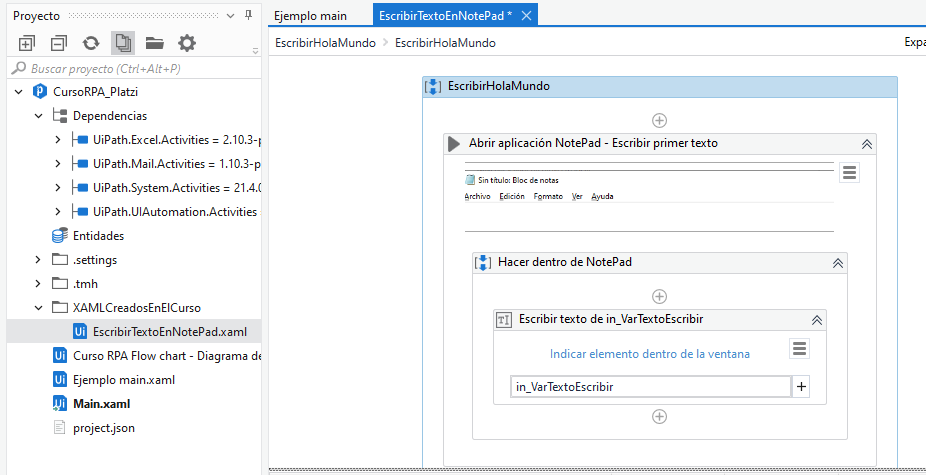 Proyecto
Buscar proyecto (Ctrl+Alt+P)
CursoRPA_Platzi
Dependencias
UiPath.Excel.Activities = 2.10.3-p
UiPath.Mail.Activities = 1.10.3-p
UiPath.System.Activities = 21.4.0
UiPath.UIAutomation.Activities
Entidades
.settings
.tmh
XAMLCreadosEnElCurso
EscribirTextoEnNotePad.xaml
Curso RPA Flow chart - Diagrama de
Ejemplo main.xaml
Main.xaml
project.json
Ejemplo main
EscribirTextoEnNotePad *
EscribirHolaMundo > EscribirHolaMundo
Expa
EscribirHolaMundo
Abrir aplicación NotePad - Escribir primer texto
Sin título: Bloc de notas
Archivo Edición Formato Ver Ayuda
Hacer dentro de NotePad
Escribir texto de in_VarTextoEscribir
Indicar elemento dentro de la ventana
in_VarTextoEscribir